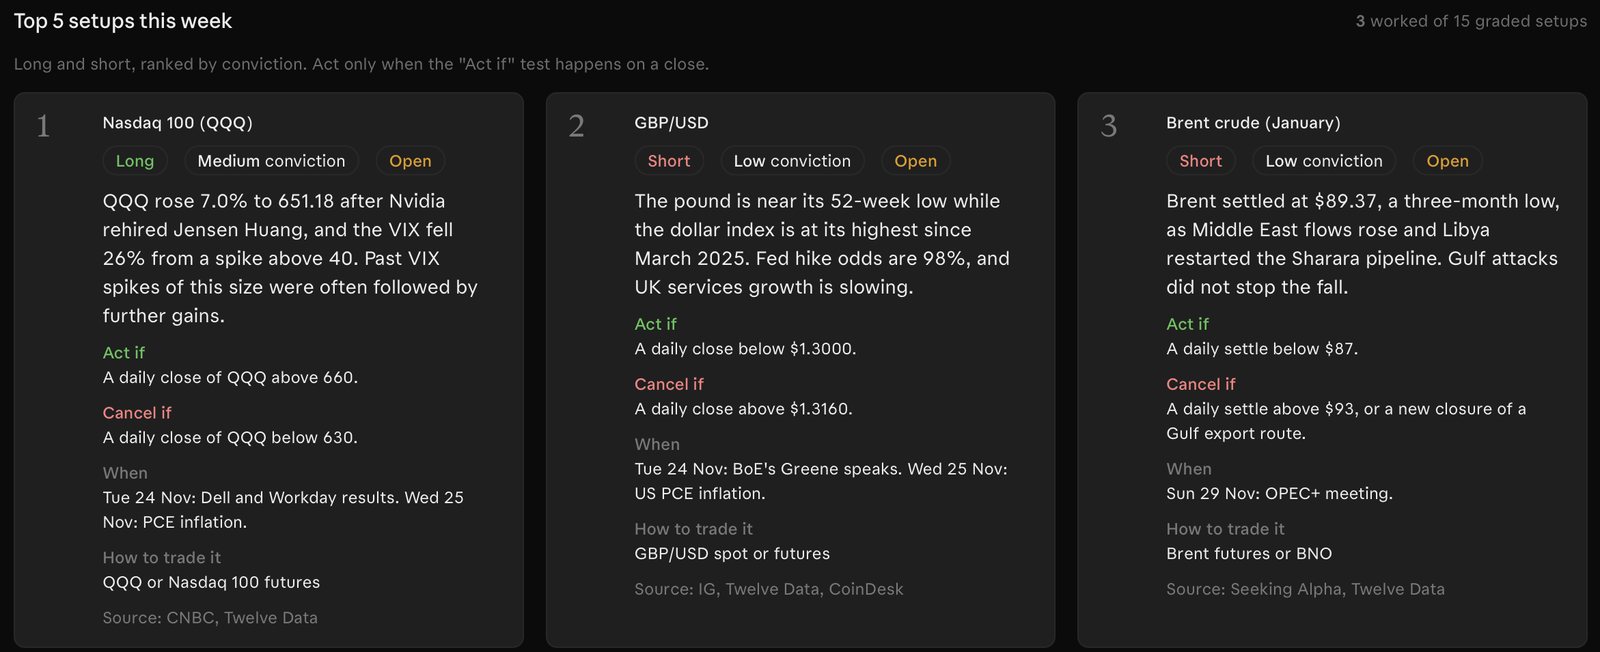 Top 5 setups this week
3 worked of 15 graded setups
Long and short, ranked by conviction. Act only when the "Act if" test happens on a close.
1
Nasdaq 100 (QQQ)
Long
Medium conviction
Open
QQQ rose 7.0% to 651.18 after Nvidia
rehired Jensen Huang, and the VIX fell
26% from a spike above 40. Past VIX
spikes of this size were often followed by
further gains.
Act if
A daily close of QQQ above 660.
Cancel if
A daily close of QQQ below 630.
When
Tue 24 Nov: Dell and Workday results. Wed 25
Nov: PCE inflation.
How to trade it
QQQ or Nasdaq 100 futures
Source: CNBC, Twelve Data
2
GBP/USD
Short
Low conviction
Open
The pound is near its 52-week low while
the dollar index is at its highest since
March 2025. Fed hike odds are 98%, and
UK services growth is slowing.
Act if
A daily close below $1.3000.
Cancel if
A daily close above $1.3160.
When
Tue 24 Nov: BoE's Greene speaks. Wed 25 Nov:
US PCE inflation.
How to trade it
GBP/USD spot or futures
Source: IG, Twelve Data, CoinDesk
3
Brent crude (January)
Short
Low conviction
Open
Brent settled at $89.37, a three-month low,
as Middle East flows rose and Libya
restarted the Sharara pipeline. Gulf attacks
did not stop the fall.
Act if
A daily settle below $87.
Cancel if
A daily settle above $93, or a new closure of a
Gulf export route.
When
Sun 29 Nov: OPEC+ meeting.
How to trade it
Brent futures or BNO
Source: Seeking Alpha, Twelve Data